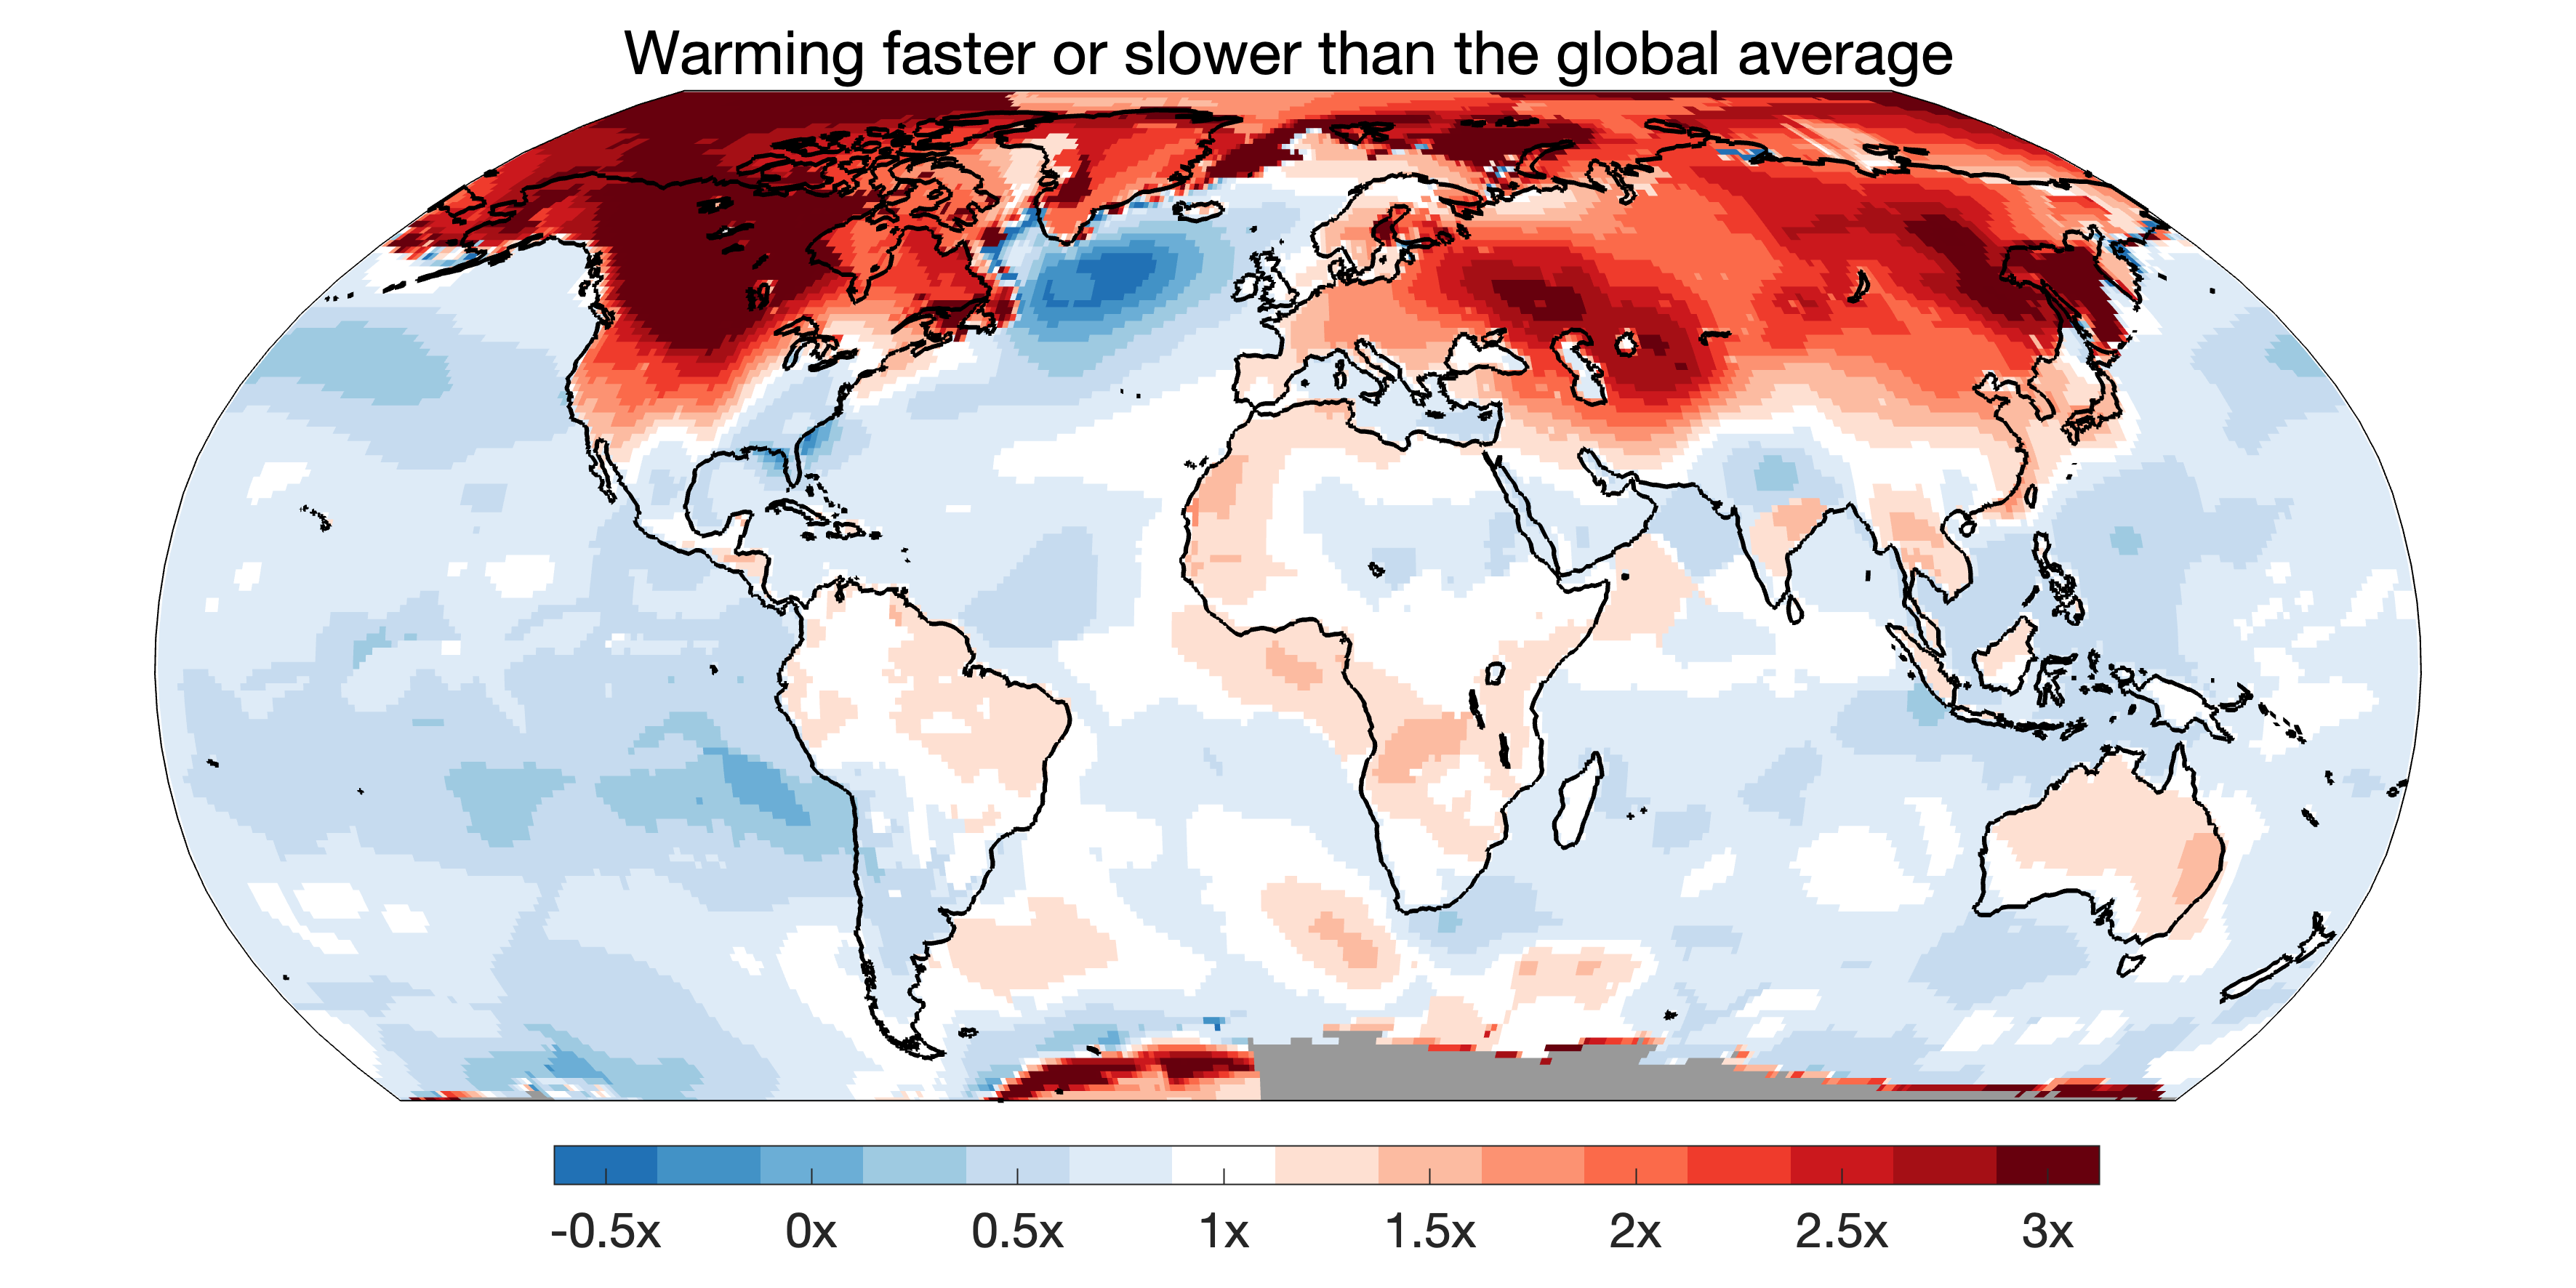 Warming faster or slower than the global average
-0.5x 0x 0.5x 1x 1.5x 2x 2.5x 3x